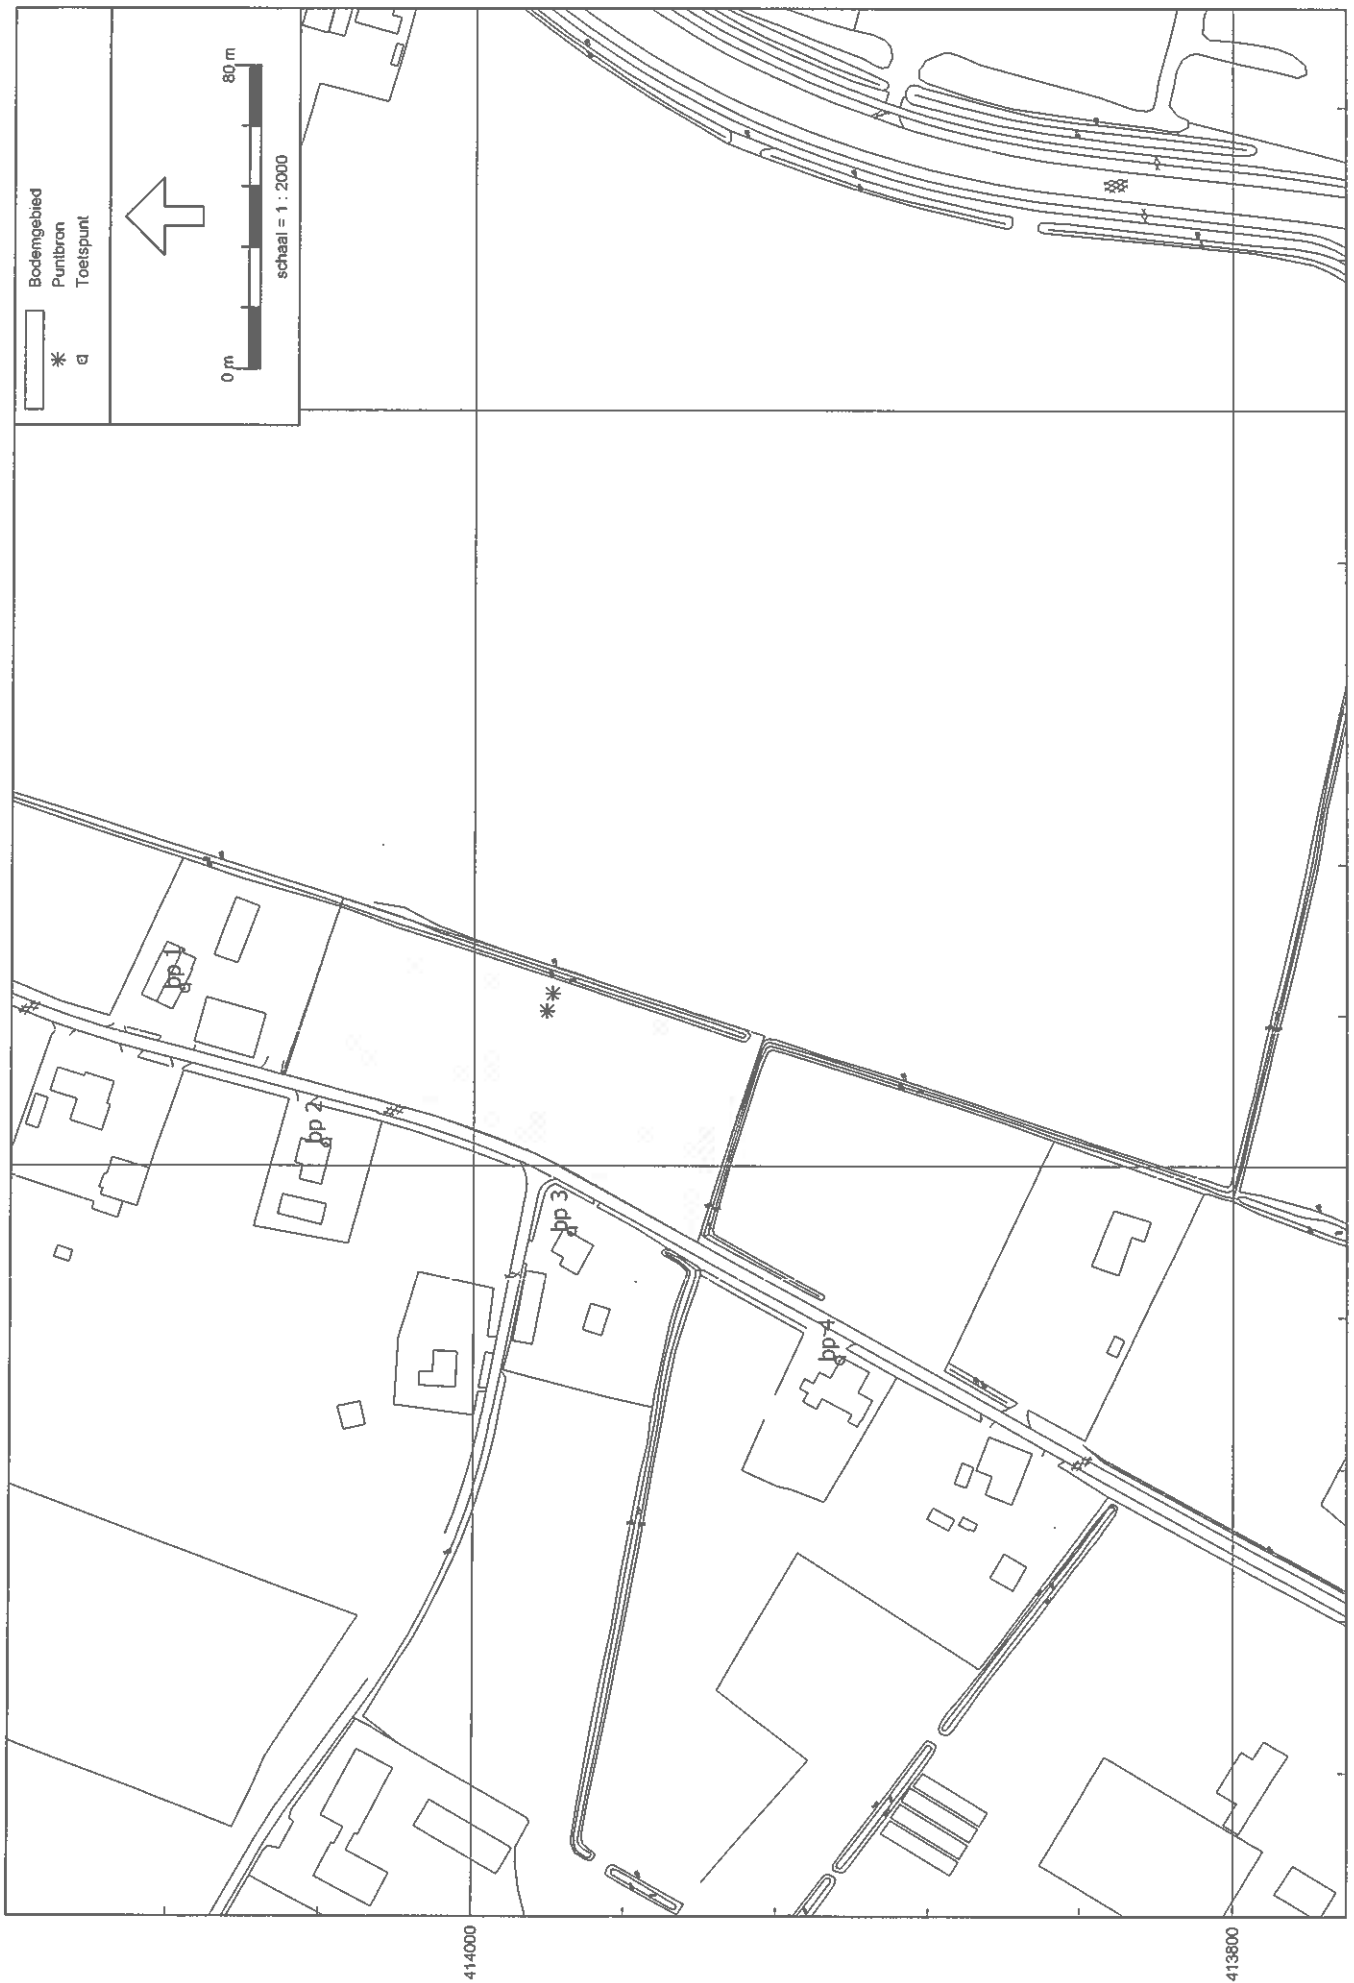 Bodemgebied
Puntbron
Toetspunt
0 m
80 m
schaal = 1 : 2000
bp 1
bp 2
bp 3
bp 4
414000
413800